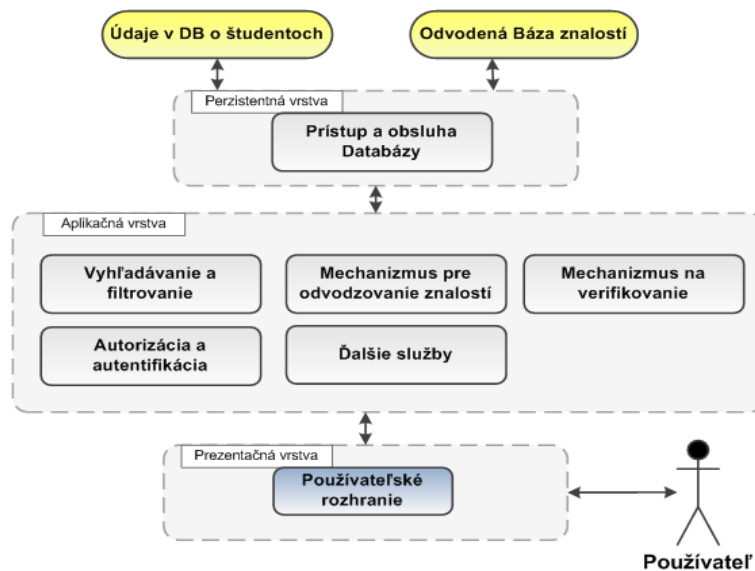 Údaje v DB o študentoch
Odvodená Báza znalostí
Perzistentná vrstva
Prístup a obsluha
Databázy
Aplikačná vrstva
Vyhľadávanie a
filtrovanie
Mechanizmus pre
odvodzovanie znalostí
Mechanizmus na
verifikovanie
Autorizácia a
autentifikácia
Ďalšie služby
Prezentačná vrstva
Používateľské
rozhranie
Používateľ